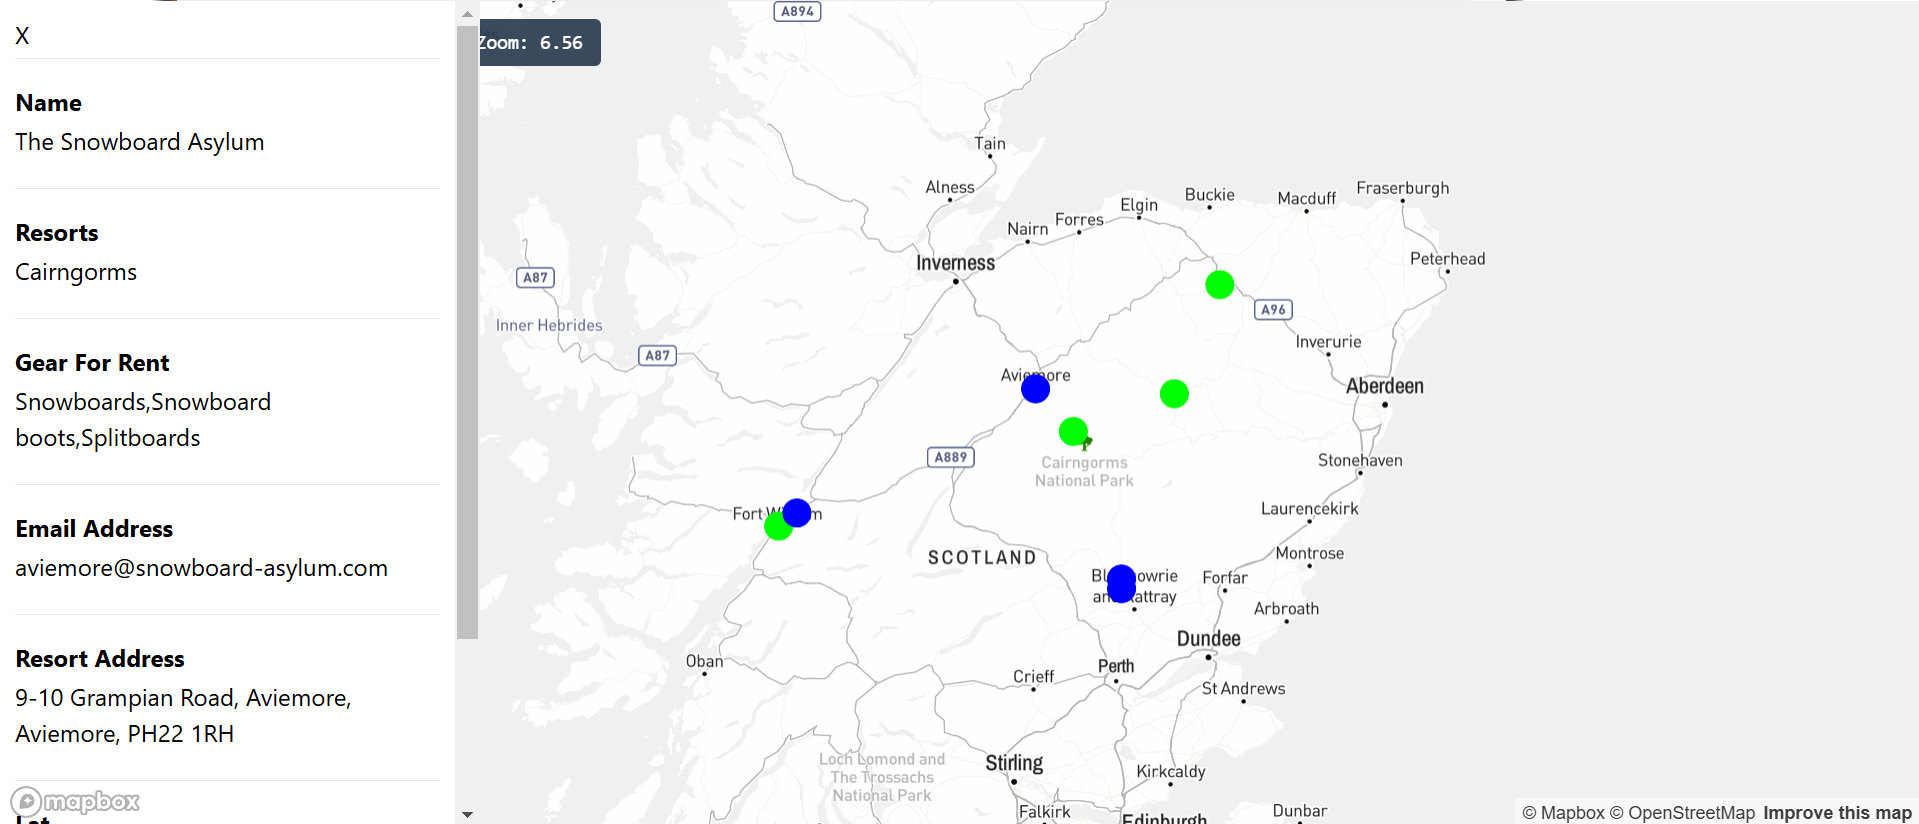 X
Name
The Snowboard Asylum
Resorts
Cairngorms
Gear For Rent
Snowboards,Snowboard
boots,Splitboards
Email Address
aviemore@snowboard-asylum.com
Resort Address
9-10 Grampian Road, Aviemore,
Aviemore, PH22 1RH
mapbox
Zoom: 6.56
A894
Tain
Alness
Nairn
Forres
Elgin
Buckie
Macduff
Fraserburgh
Peterhead
Inverness
A87
Inner Hebrides
A87
A96
Inverurie
Aberdeen
Aviemore
A889
Cairngorms
National Park
Stonehaven
Laurencekirk
Montrose
Fort William
SCOTLAND
Forfar
Arbroath
Dundee
Oban
Crieff
Perth
St Andrews
Loch Lomond and
The Trossachs
National Park
Stirling
Kirkcaldy
Falkirk
Edinburgh
Dunbar
© Mapbox © OpenStreetMap Improve this map